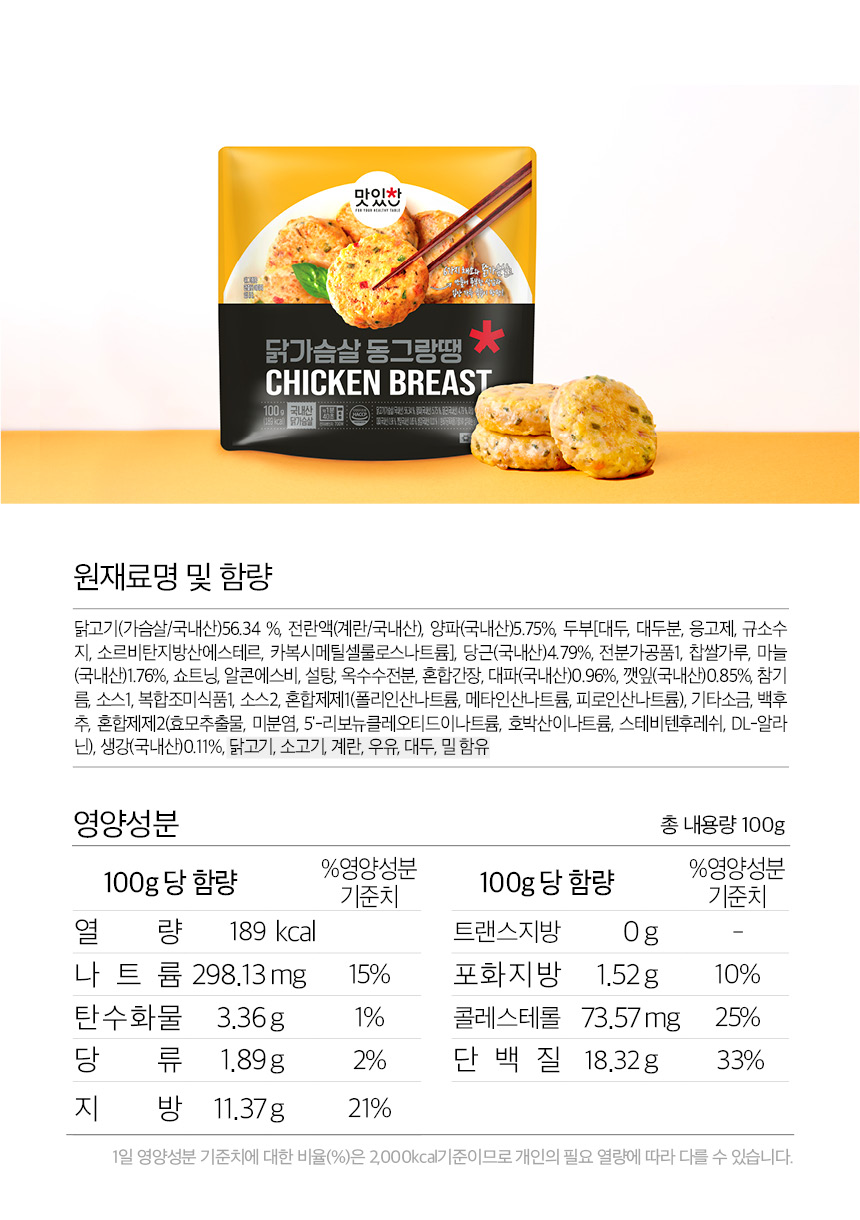 맛있찬
FOR YOUR HEALTHY TABLE
닭가슴살 동그랑땡
CHICKEN BREAST
100g
국내산
닭가슴살
HACCP
원재료명 및 함량
닭고기(가슴살/국내산)56.34 %, 전란액(계란/국내산), 양파(국내산)5.75%, 두부[대두, 대두분, 응고제, 규소수
지, 소르비탄지방산에스테르, 카복시메틸셀룰로스나트륨], 당근(국내산)4.79%, 전분가공품1, 찹쌀가루, 마늘
(국내산)1.76%, 쇼트닝, 알콘에스비, 설탕, 옥수수전분, 혼합간장, 대파(국내산)0.96%, 깻잎(국내산)0.85%, 참기
름, 소스1, 복합조미식품1, 소스2, 혼합제제1(폴리인산나트륨, 메타인산나트륨, 피로인산나트륨), 기타소금, 백후
추, 혼합제제2(효모추출물, 미분염, 5'-리보뉴클레오티드이나트륨, 호박산이나트륨, 스테비텐후레쉬, DL-알라
닌), 생강(국내산)0.11%, 닭고기, 소고기, 계란, 우유, 대두, 밀 함유
영양성분
총 내용량 100g
100g 당 함량 %영양성분 기준치
열량 189 kcal
나트륨 298.13 mg 15%
탄수화물 3.36 g 1%
당류 1.89 g 2%
지방 11.37 g 21%
100g 당 함량 %영양성분 기준치
트랜스지방 0 g -
포화지방 1.52 g 10%
콜레스테롤 73.57 mg 25%
단백질 18.32 g 33%
1일 영양성분 기준치에 대한 비율(%)은 2,000kcal기준이므로 개인의 필요 열량에 따라 다를 수 있습니다.